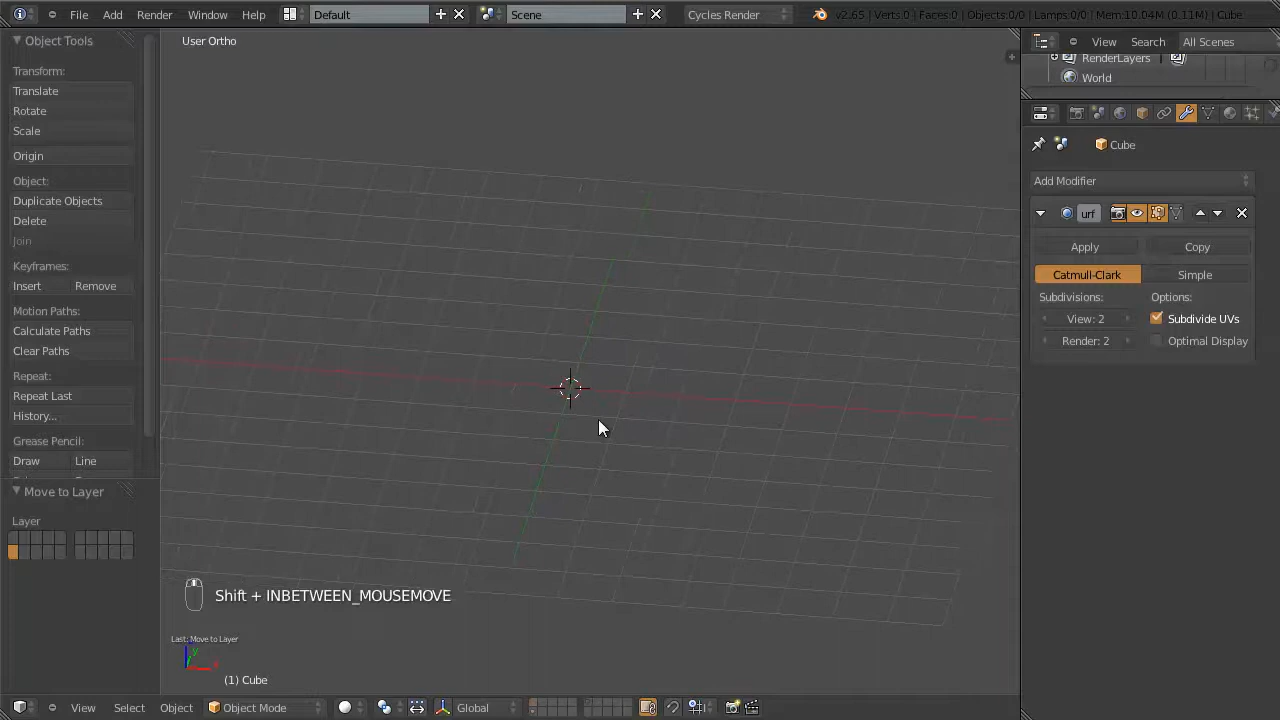 File Add Render Window Help Default Scene Cycles Render v2.65 | Verts:0 | Faces:0 | Objects:0/0 | Lamps:0/0 | Mem:10.04M (0.11M) | Cube
Object Tools
User Ortho
View Search All Scenes
RenderLayers
World
Transform:
Translate
Rotate
Scale
Origin
Object:
Duplicate Objects
Delete
Join
Keyframes:
Insert Remove
Motion Paths:
Calculate Paths
Clear Paths
Repeat:
Repeat Last
History...
Grease Pencil:
Draw Line
Move to Layer
Layer
Cube
Add Modifier
urf
Apply Copy
Catmull-Clark Simple
Subdivisions: Options:
View: 2 Subdivide UVs
Render: 2 Optimal Display
Shift + INBETWEEN_MOUSEMOVE
Last: Move to Layer
z
y
x
(1) Cube
View Select Object Object Mode Global